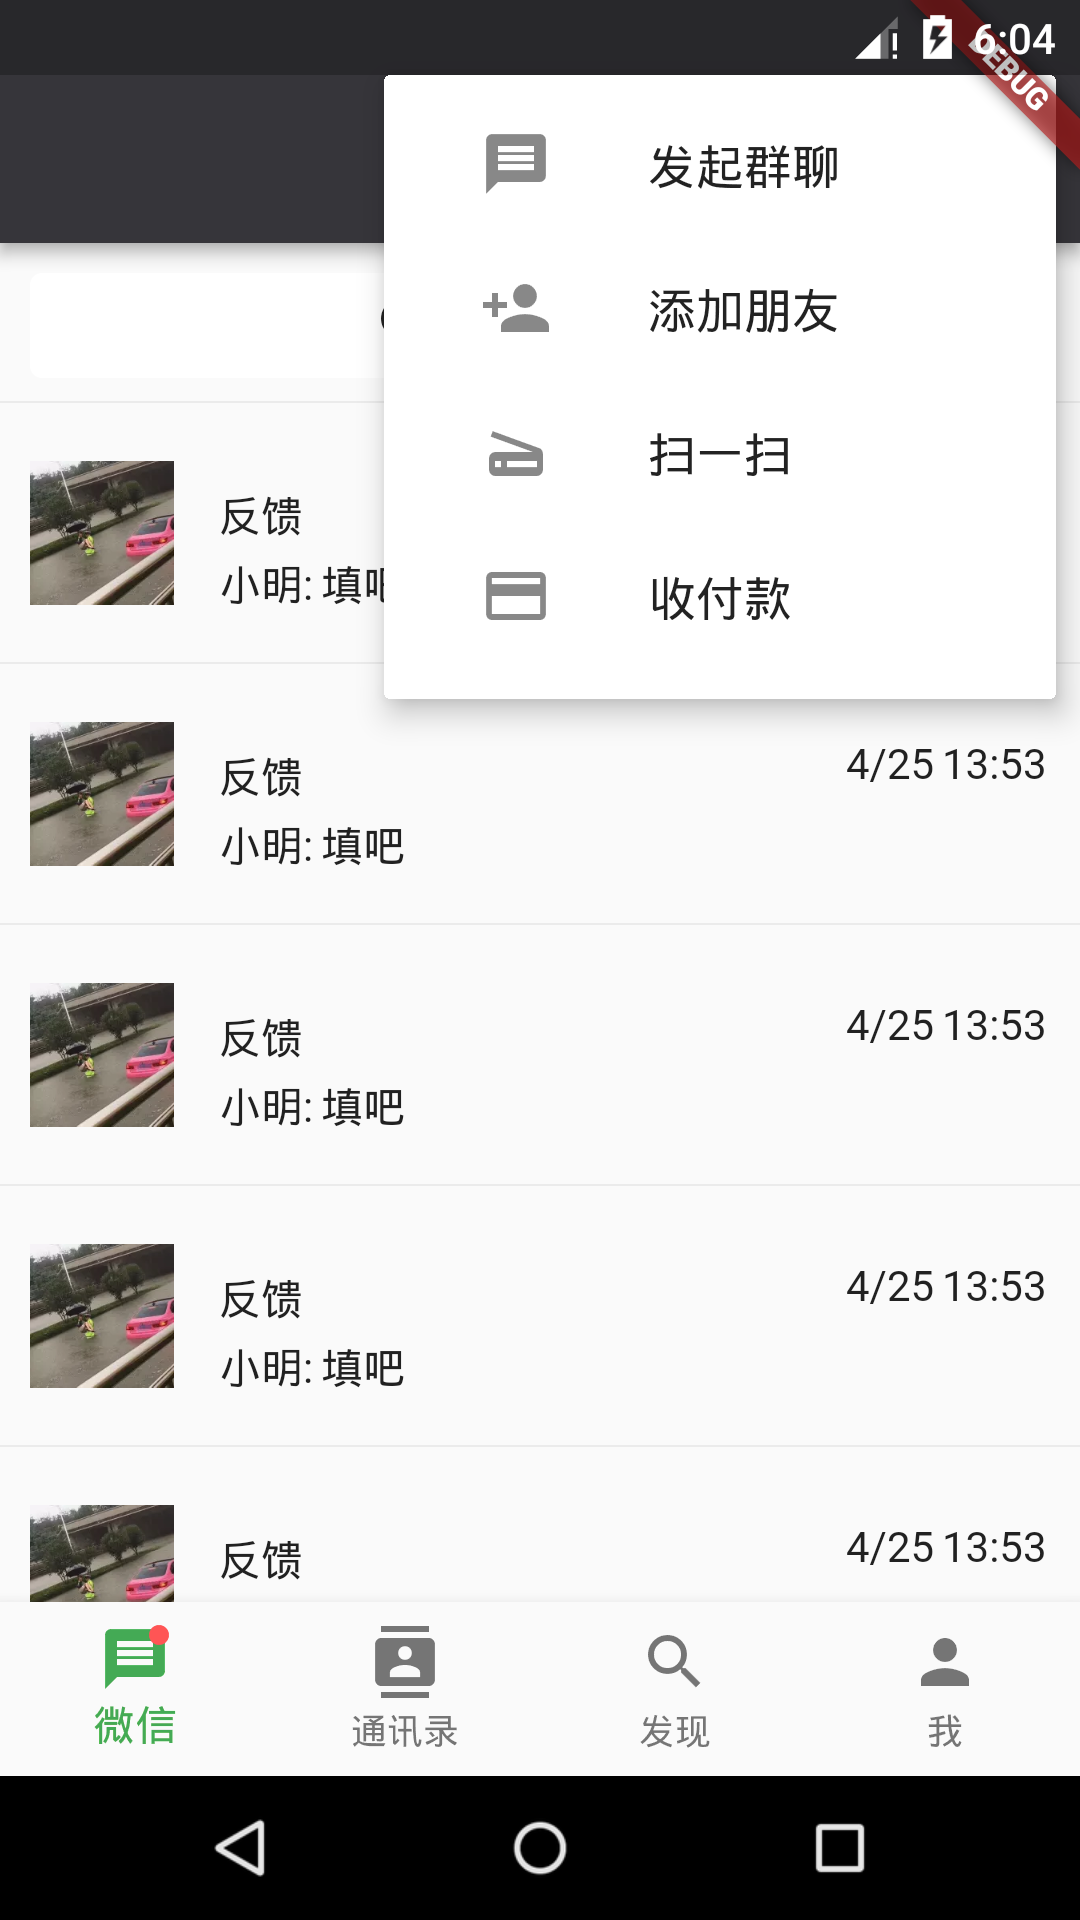 6:04
DEBUG
发起群聊
添加朋友
扫一扫
收付款
反馈
小明: 填吧
反馈
4/25 13:53
小明: 填吧
反馈
4/25 13:53
小明: 填吧
反馈
4/25 13:53
小明: 填吧
反馈
4/25 13:53
微信
通讯录
发现
我